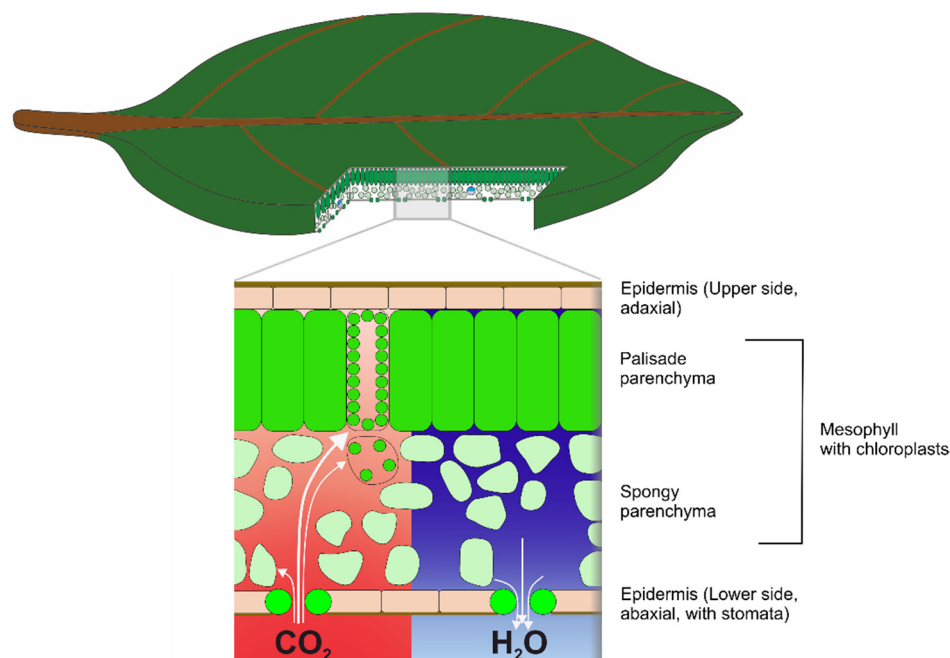 Epidermis (Upper side,
adaxial)
Palisade
parenchyma
Mesophyll
with chloroplasts
Spongy
parenchyma
Epidermis (Lower side,
abaxial, with stomata)
CO₂
H₂O